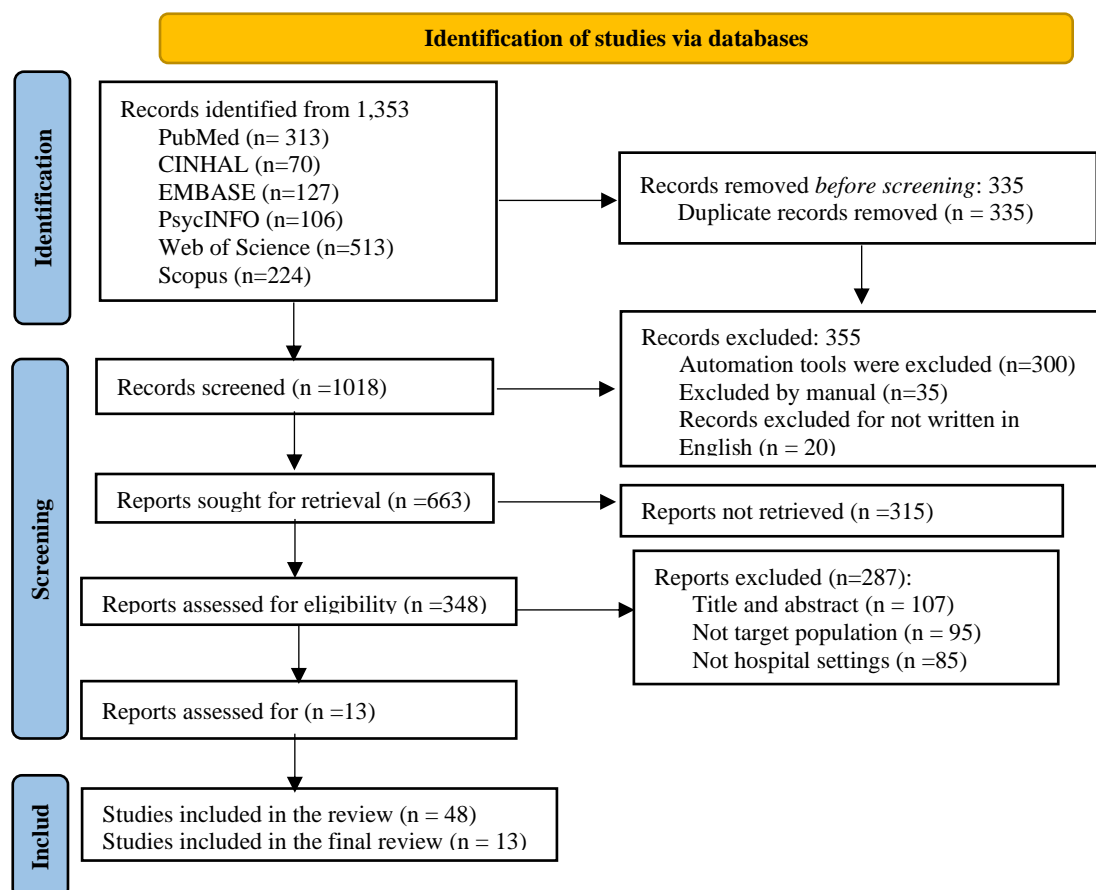 Identification of studies via databases
Identification
Records identified from 1,353
PubMed (n= 313)
CINHAL (n=70)
EMBASE (n=127)
PsycINFO (n=106)
Web of Science (n=513)
Scopus (n=224)
Records removed before screening: 335
Duplicate records removed (n = 335)
Screening
Records screened (n =1018)
Records excluded: 355
Automation tools were excluded (n=300)
Excluded by manual (n=35)
Records excluded for not written in
English (n = 20)
Reports sought for retrieval (n =663)
Reports not retrieved (n =315)
Reports assessed for eligibility (n =348)
Reports excluded (n=287):
Title and abstract (n = 107)
Not target population (n = 95)
Not hospital settings (n =85)
Reports assessed for (n =13)
Includ
Studies included in the review (n = 48)
Studies included in the final review (n = 13)